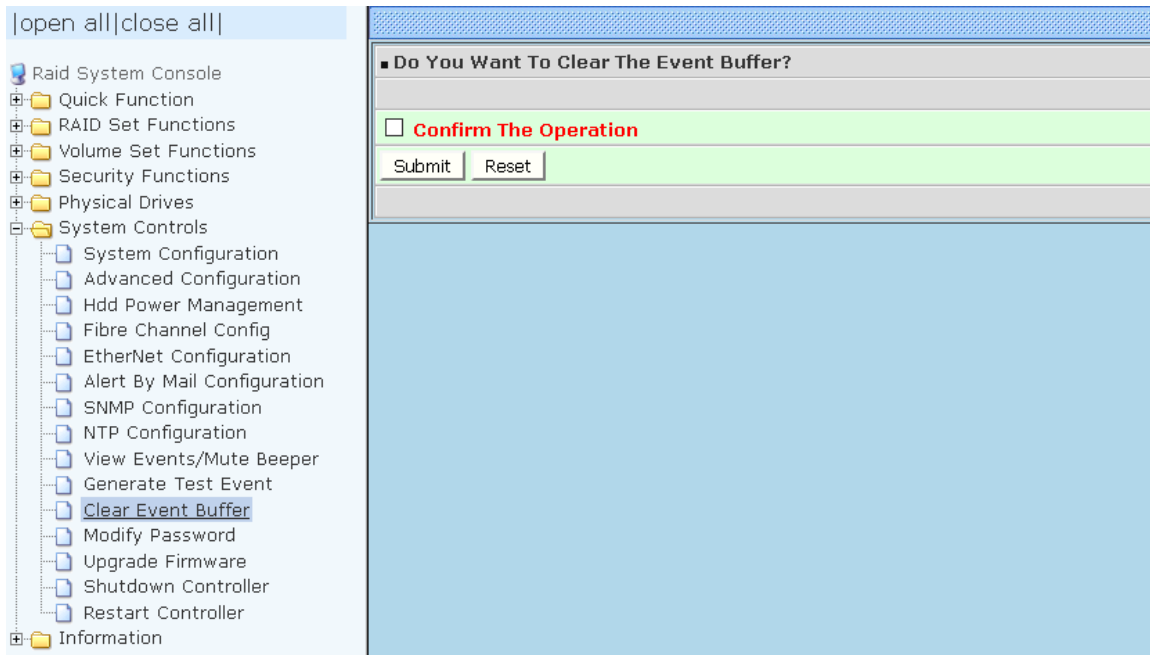 |open all|close all|
Raid System Console
Quick Function
RAID Set Functions
Volume Set Functions
Security Functions
Physical Drives
System Controls
System Configuration
Advanced Configuration
Hdd Power Management
Fibre Channel Config
EtherNet Configuration
Alert By Mail Configuration
SNMP Configuration
NTP Configuration
View Events/Mute Beeper
Generate Test Event
Clear Event Buffer
Modify Password
Upgrade Firmware
Shutdown Controller
Restart Controller
Information
Do You Want To Clear The Event Buffer?
Confirm The Operation
Submit Reset